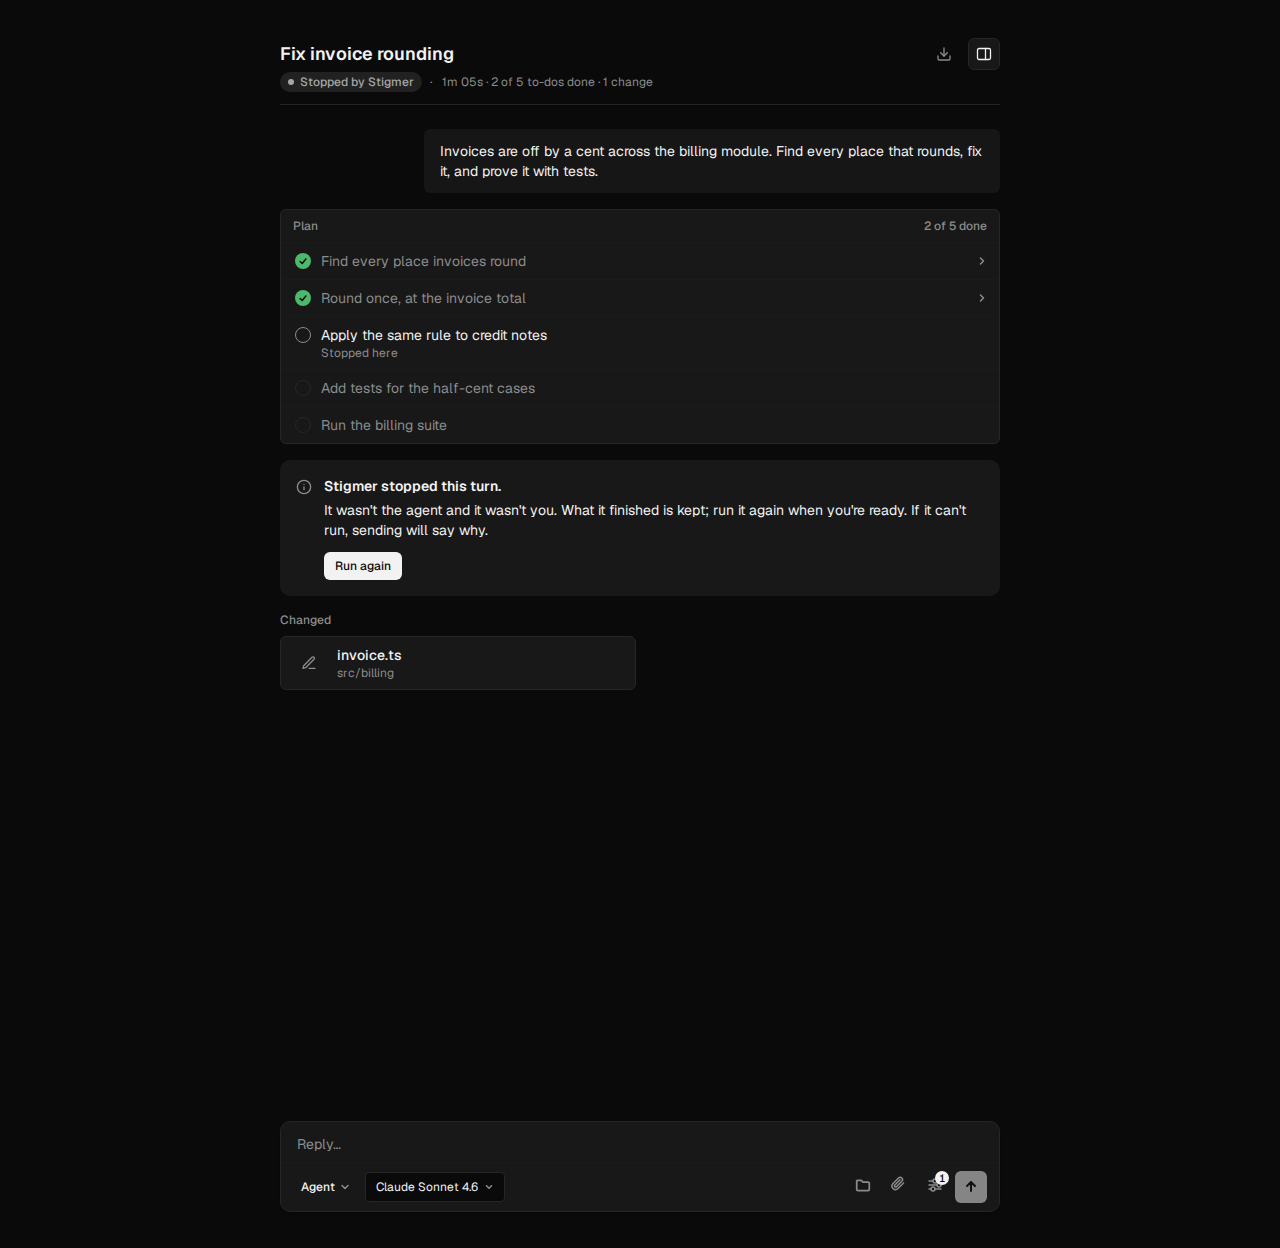 Fix invoice rounding
Stopped by Stigmer · 1m 05s · 2 of 5 to-dos done · 1 change
Invoices are off by a cent across the billing module. Find every place that rounds, fix
it, and prove it with tests.
Plan 2 of 5 done
Find every place invoices round
Round once, at the invoice total
Apply the same rule to credit notes
Stopped here
Add tests for the half-cent cases
Run the billing suite
Stigmer stopped this turn.
It wasn't the agent and it wasn't you. What it finished is kept; run it again when you're ready. If it can't
run, sending will say why.
Run again
Changed
invoice.ts
src/billing
Reply...
Agent Claude Sonnet 4.6 1